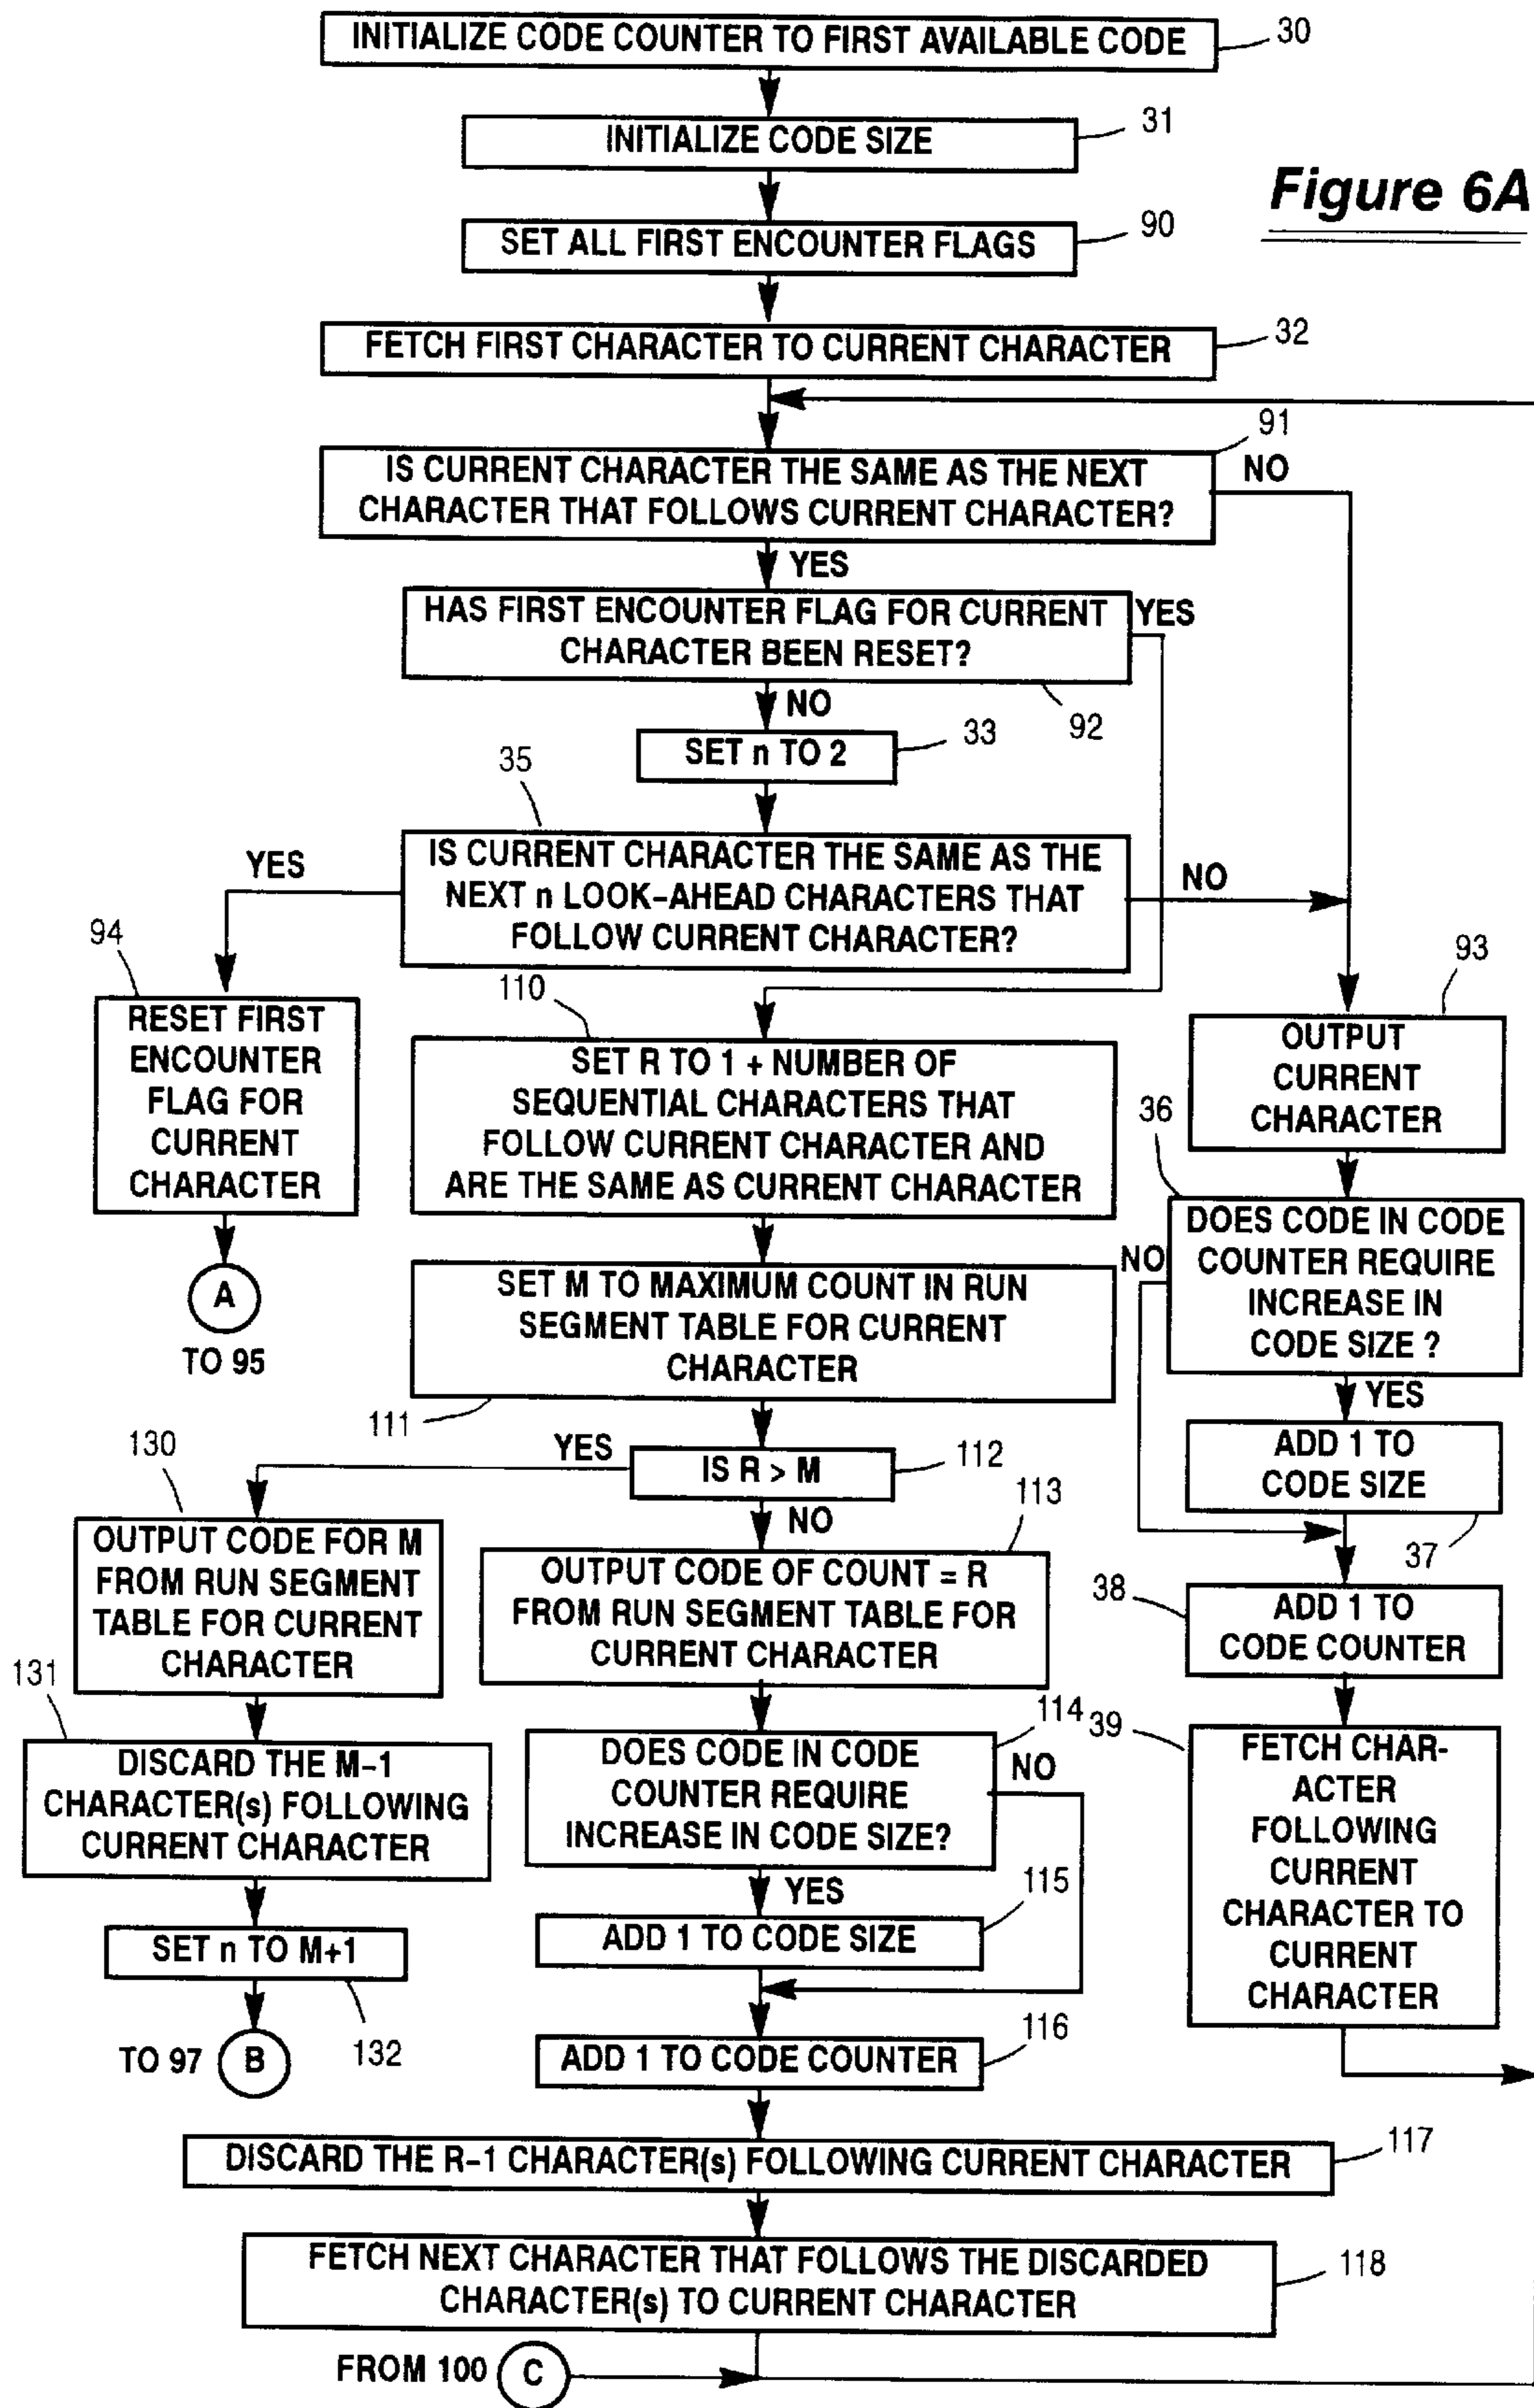 INITIALIZE CODE COUNTER TO FIRST AVAILABLE CODE
30
INITIALIZE CODE SIZE
31
Figure 6A
SET ALL FIRST ENCOUNTER FLAGS
90
FETCH FIRST CHARACTER TO CURRENT CHARACTER
32
91
IS CURRENT CHARACTER THE SAME AS THE NEXT
CHARACTER THAT FOLLOWS CURRENT CHARACTER?
NO
YES
HAS FIRST ENCOUNTER FLAG FOR CURRENT
CHARACTER BEEN RESET?
YES
NO
92
SET n TO 2
33
35
IS CURRENT CHARACTER THE SAME AS THE
NEXT n LOOK-AHEAD CHARACTERS THAT
FOLLOW CURRENT CHARACTER?
YES
NO
94
RESET FIRST
ENCOUNTER
FLAG FOR
CURRENT
CHARACTER
A
TO 95
110
SET R TO 1 + NUMBER OF
SEQUENTIAL CHARACTERS THAT
FOLLOW CURRENT CHARACTER AND
ARE THE SAME AS CURRENT CHARACTER
93
OUTPUT
CURRENT
CHARACTER
36
DOES CODE IN CODE
COUNTER REQUIRE
INCREASE IN
CODE SIZE ?
NO
YES
SET M TO MAXIMUM COUNT IN RUN
SEGMENT TABLE FOR CURRENT
CHARACTER
111
ADD 1 TO
CODE SIZE
37
IS R > M
112
YES
NO
130
OUTPUT CODE FOR M
FROM RUN SEGMENT
TABLE FOR CURRENT
CHARACTER
113
OUTPUT CODE OF COUNT = R
FROM RUN SEGMENT TABLE FOR
CURRENT CHARACTER
38
ADD 1 TO
CODE COUNTER
131
DISCARD THE M-1
CHARACTER(s) FOLLOWING
CURRENT CHARACTER
114
DOES CODE IN CODE
COUNTER REQUIRE
INCREASE IN CODE SIZE?
NO
YES
39
FETCH CHAR-
ACTER
FOLLOWING
CURRENT
CHARACTER TO
CURRENT
CHARACTER
SET n TO M+1
132
TO 97
B
ADD 1 TO CODE SIZE
115
ADD 1 TO CODE COUNTER
116
DISCARD THE R-1 CHARACTER(s) FOLLOWING CURRENT CHARACTER
117
FETCH NEXT CHARACTER THAT FOLLOWS THE DISCARDED
CHARACTER(s) TO CURRENT CHARACTER
118
FROM 100
C